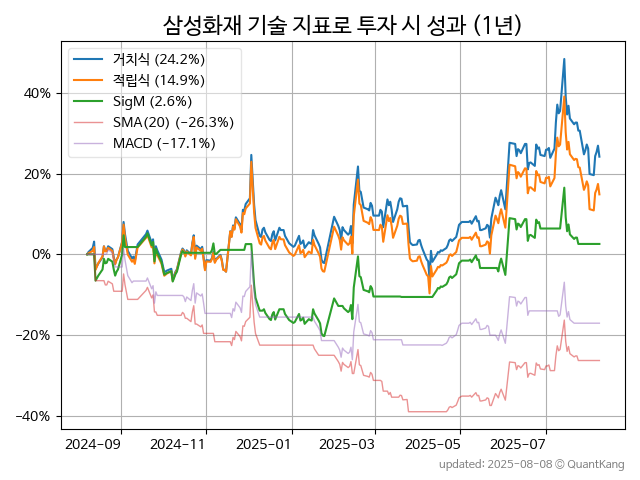 삼성화재 기술 지표로 투자 시 성과 (1년)
거치식 (24.2%)
적립식 (14.9%)
SigM (2.6%)
SMA(20) (−26.3%)
MACD (−17.1%)
40%
20%
0%
−20%
−40%
2024-09 2024-11 2025-01 2025-03 2025-05 2025-07
updated: 2025-08-08 © QuantKang